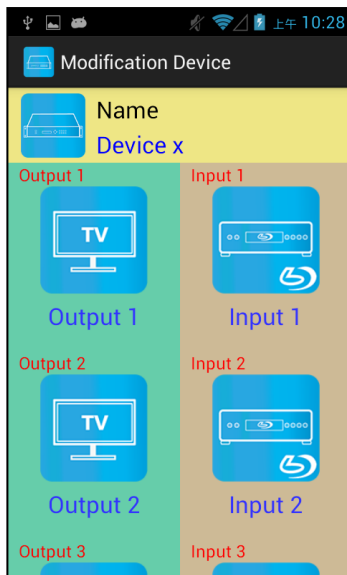 上午 10:28
Modification Device
Name
Device x
Output 1
Input 1
TV
Output 1
Input 1
Output 2
Input 2
TV
Output 2
Input 2
Output 3
Input 3